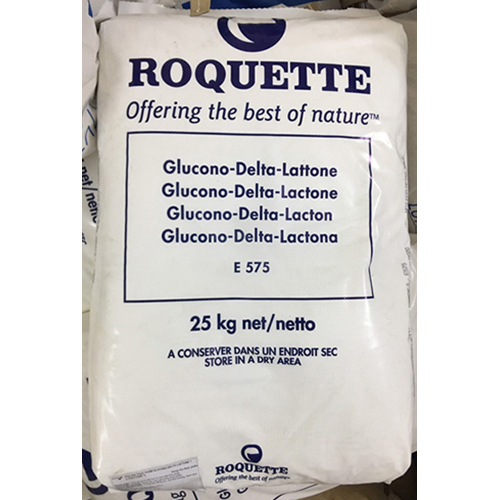 ROQUETTE
Offering the best of nature™
Glucono-Delta-Lattone
Glucono-Delta-Lactone
Glucono-Delta-Lacton
Glucono-Delta-Lactona
E 575
25 kg net/netto
A CONSERVER DANS UN ENDROIT SEC
STORE IN A DRY AREA
ROQUETTE
Offering the best of nature™